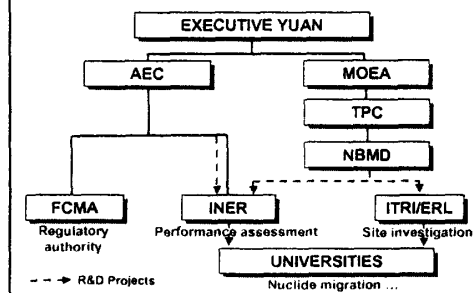 EXECUTIVE YUAN
AEC MOEA
TPC
NBMD
FCMA INER ITRI/ERL
Regulatory authority Performance assessment Site investigation
UNIVERSITIES
R&D Projects Nuclide migration ...